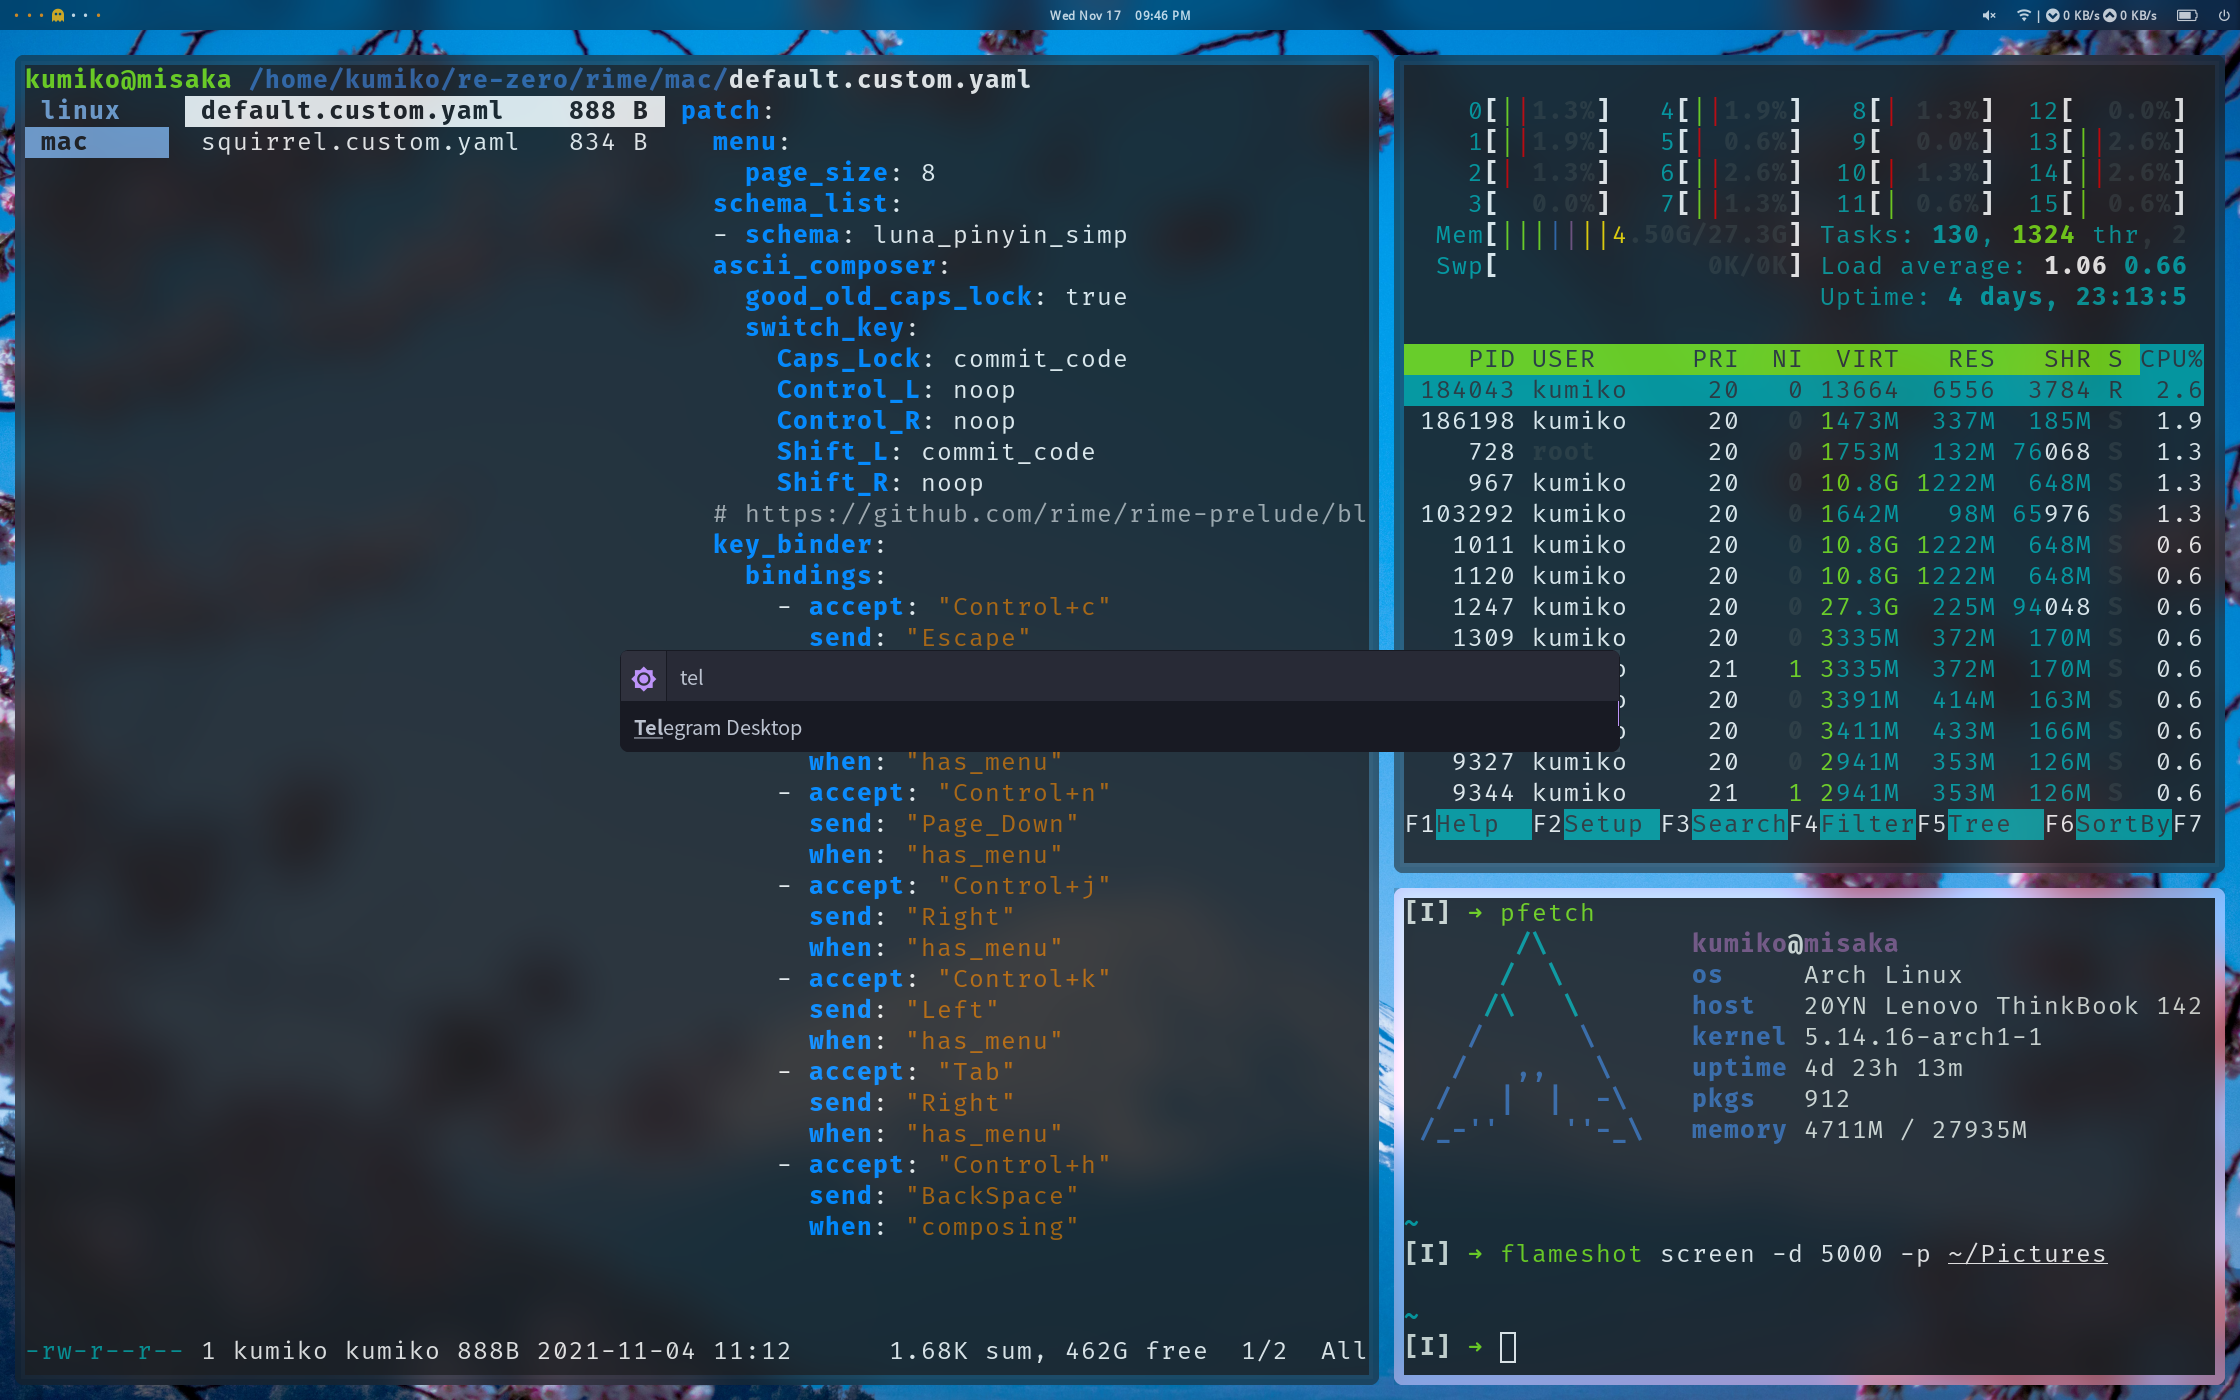 Wed Nov 17 09:46 PM
| 0 KB/s 0 KB/s
kumiko@misaka /home/kumiko/re-zero/rime/mac/default.custom.yaml
linux
mac
default.custom.yaml 888 B
squirrel.custom.yaml 834 B
patch:
menu:
page_size: 8
schema_list:
- schema: luna_pinyin_simp
ascii_composer:
good_old_caps_lock: true
switch_key:
Caps_Lock: commit_code
Control_L: noop
Control_R: noop
Shift_L: commit_code
Shift_R: noop
# https://github.com/rime/rime-prelude/bl
key_binder:
bindings:
- accept: "Control+c"
send: "Escape"
tel
Telegram Desktop
when: "has_menu"
- accept: "Control+n"
send: "Page_Down"
when: "has_menu"
- accept: "Control+j"
send: "Right"
when: "has_menu"
- accept: "Control+k"
send: "Left"
when: "has_menu"
- accept: "Tab"
send: "Right"
when: "has_menu"
- accept: "Control+h"
send: "BackSpace"
when: "composing"
-rw-r--r-- 1 kumiko kumiko 888B 2021-11-04 11:12 1.68K sum, 462G free 1/2 All
0[|| 1.3%] 4[|| 1.9%] 8[| 1.3%] 12[ 0.0%]
1[|| 1.9%] 5[| 0.6%] 9[ 0.0%] 13[|| 2.6%]
2[| 1.3%] 6[|| 2.6%] 10[| 1.3%] 14[|| 2.6%]
3[ 0.0%] 7[|| 1.3%] 11[| 0.6%] 15[| 0.6%]
Mem[|||||||4.50G/27.3G] Tasks: 130, 1324 thr, 2
Swp[ 0K/0K] Load average: 1.06 0.66
Uptime: 4 days, 23:13:5
PID USER PRI NI VIRT RES SHR S CPU%
184043 kumiko 20 0 13664 6556 3784 R 2.6
186198 kumiko 20 0 1473M 337M 185M S 1.9
728 root 20 0 1753M 132M 76068 S 1.3
967 kumiko 20 0 10.8G 1222M 648M S 1.3
103292 kumiko 20 0 1642M 98M 65976 S 1.3
1011 kumiko 20 0 10.8G 1222M 648M S 0.6
1120 kumiko 20 0 10.8G 1222M 648M S 0.6
1247 kumiko 20 0 27.3G 225M 94048 S 0.6
1309 kumiko 20 0 3335M 372M 170M S 0.6
21 1 3335M 372M 170M S 0.6
20 0 3391M 414M 163M S 0.6
20 0 3411M 433M 166M S 0.6
9327 kumiko 20 0 2941M 353M 126M S 0.6
9344 kumiko 21 1 2941M 353M 126M S 0.6
F1Help F2Setup F3SearchF4FilterF5Tree F6SortByF7
[I] → pfetch
kumiko@misaka
os Arch Linux
host 20YN Lenovo ThinkBook 142
kernel 5.14.16-arch1-1
uptime 4d 23h 13m
pkgs 912
memory 4711M / 27935M
~
[I] → flameshot screen -d 5000 -p ~/Pictures
~
[I] →